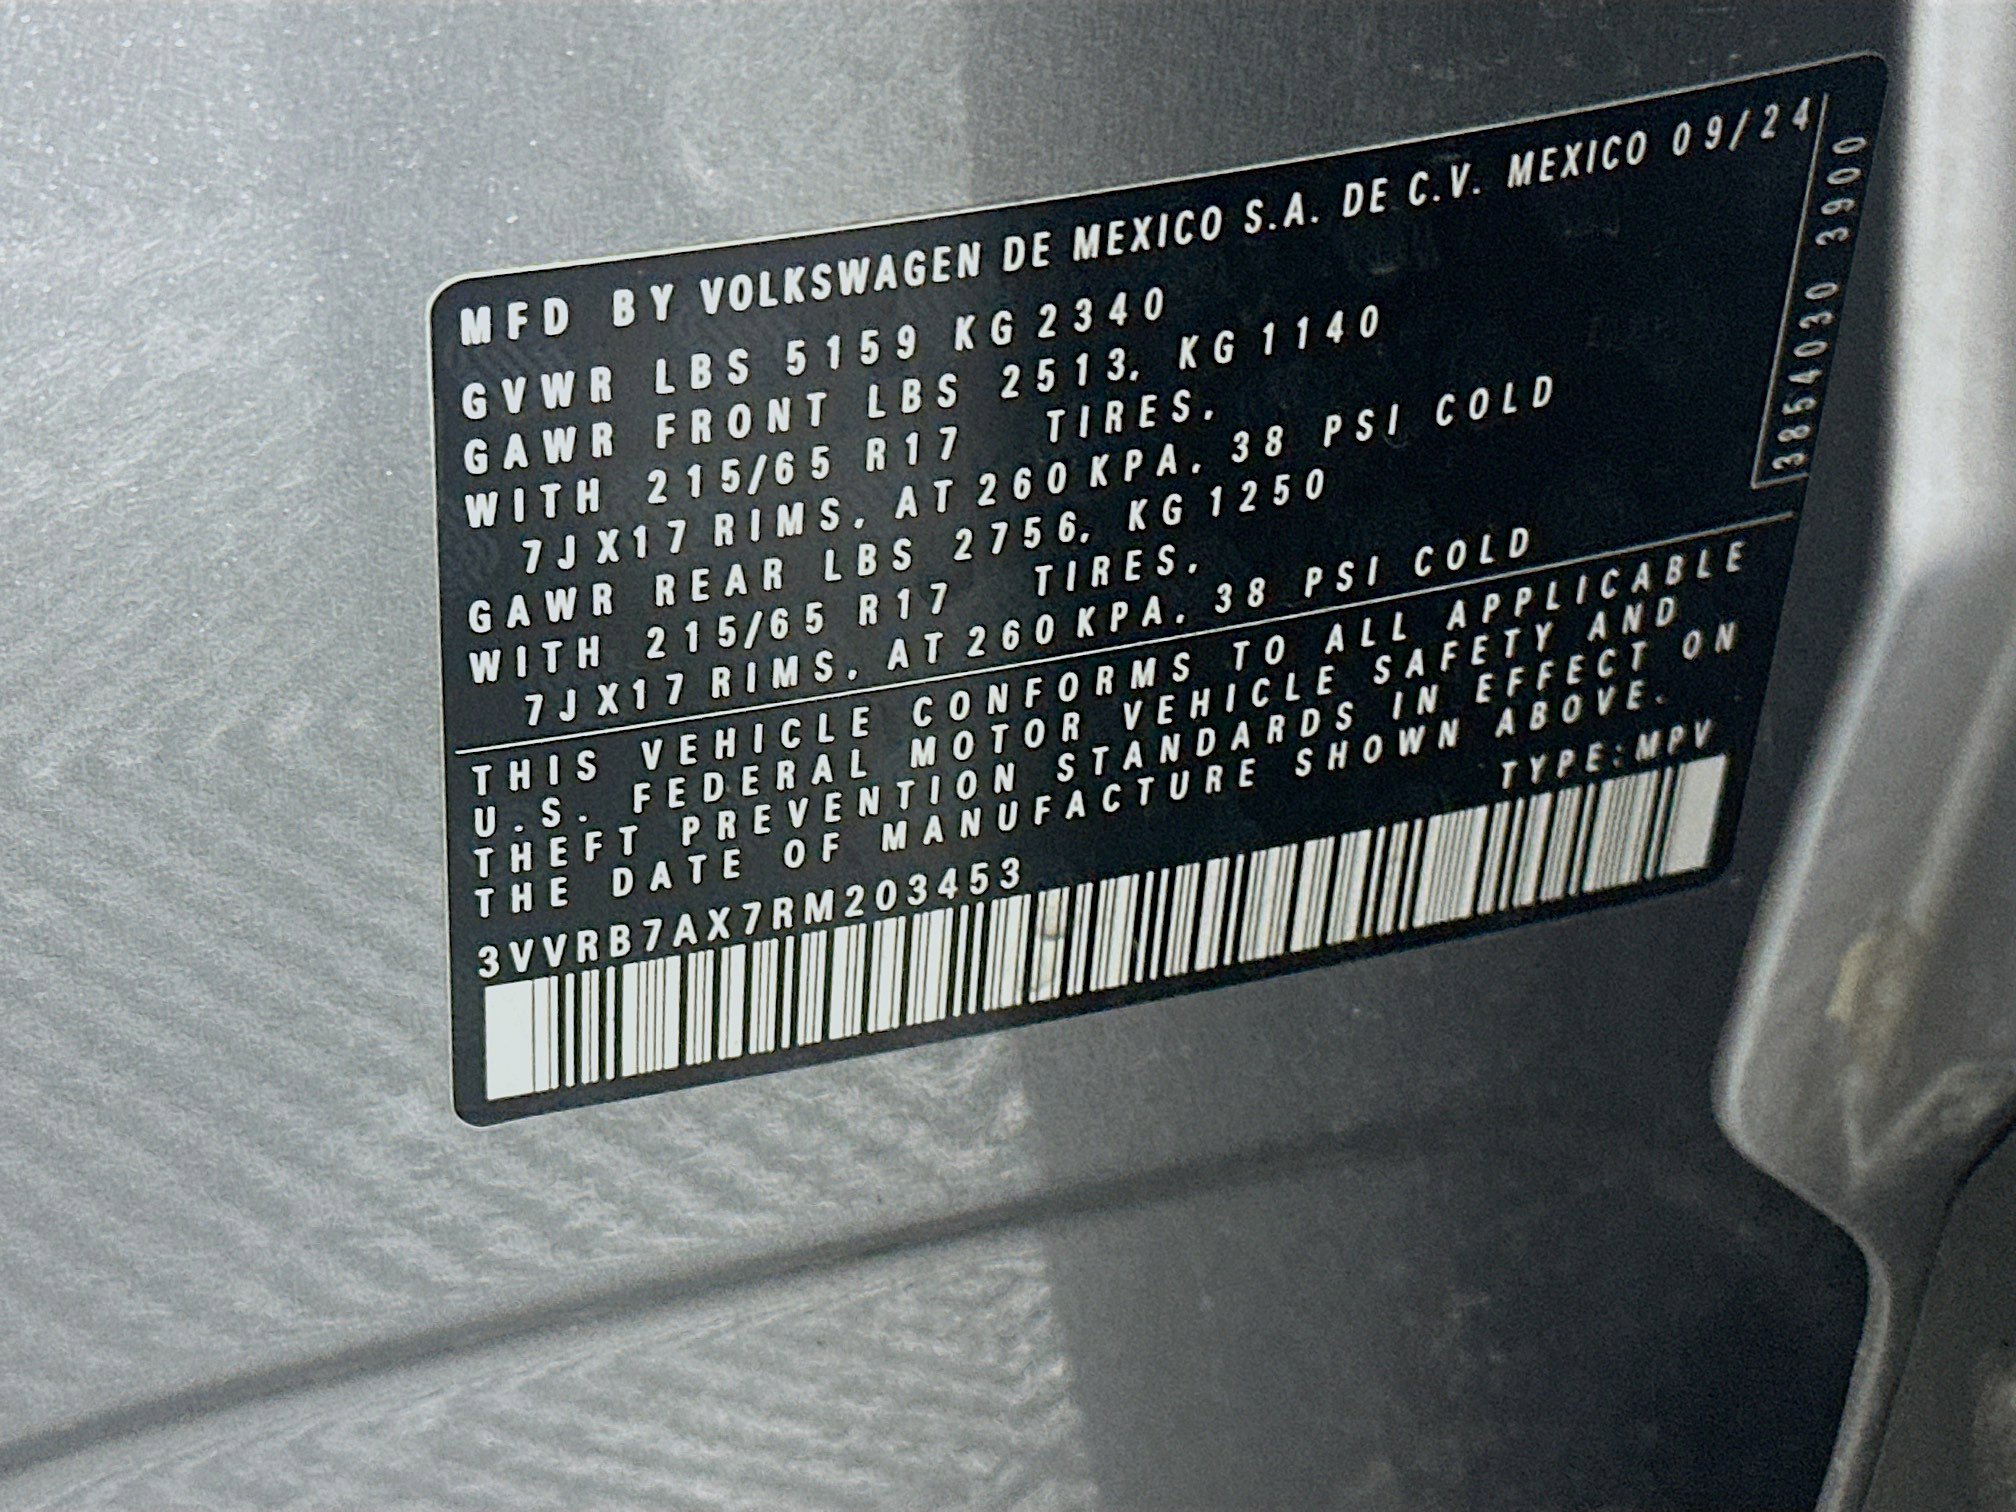 MFD BY VOLKSWAGEN DE MEXICO S.A. DE C.V. MEXICO 09/24
GVWR LBS 5159 KG 2340
GAWR FRONT LBS 2513. KG 1140
WITH 215/65 R17 TIRES.
7JX17 RIMS. AT 260 KPA. 38 PSI COLD
GAWR REAR LBS 2756. KG 1250
WITH 215/65 R17 TIRES.
7JX17 RIMS. AT 260 KPA. 38 PSI COLD
3854030 3900
THIS VEHICLE CONFORMS TO ALL APPLICABLE
U.S. FEDERAL MOTOR VEHICLE SAFETY AND
THEFT PREVENTION STANDARDS IN EFFECT ON
THE DATE OF MANUFACTURE SHOWN ABOVE.
TYPE:MPV
3VVRB7AX7RM203453